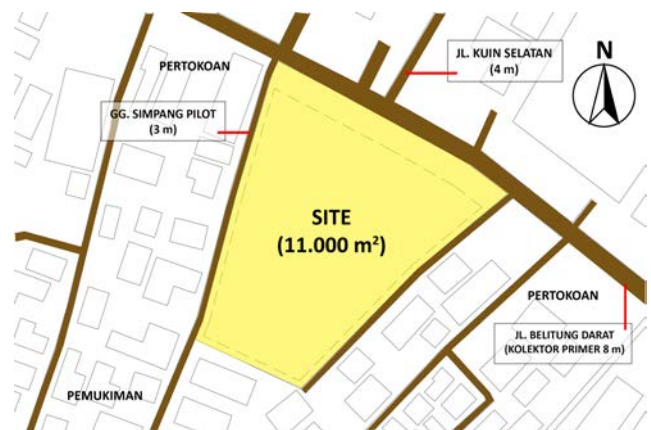 PERTOKOAN
JL. KUIN SELATAN
(4 m)
N
GG. SIMPANG PILOT
(3 m)
SITE
(11.000 m²)
PERTOKOAN
JL. BELITUNG DARAT
(KOLEKTOR PRIMER 8 m)
PEMUKIMAN